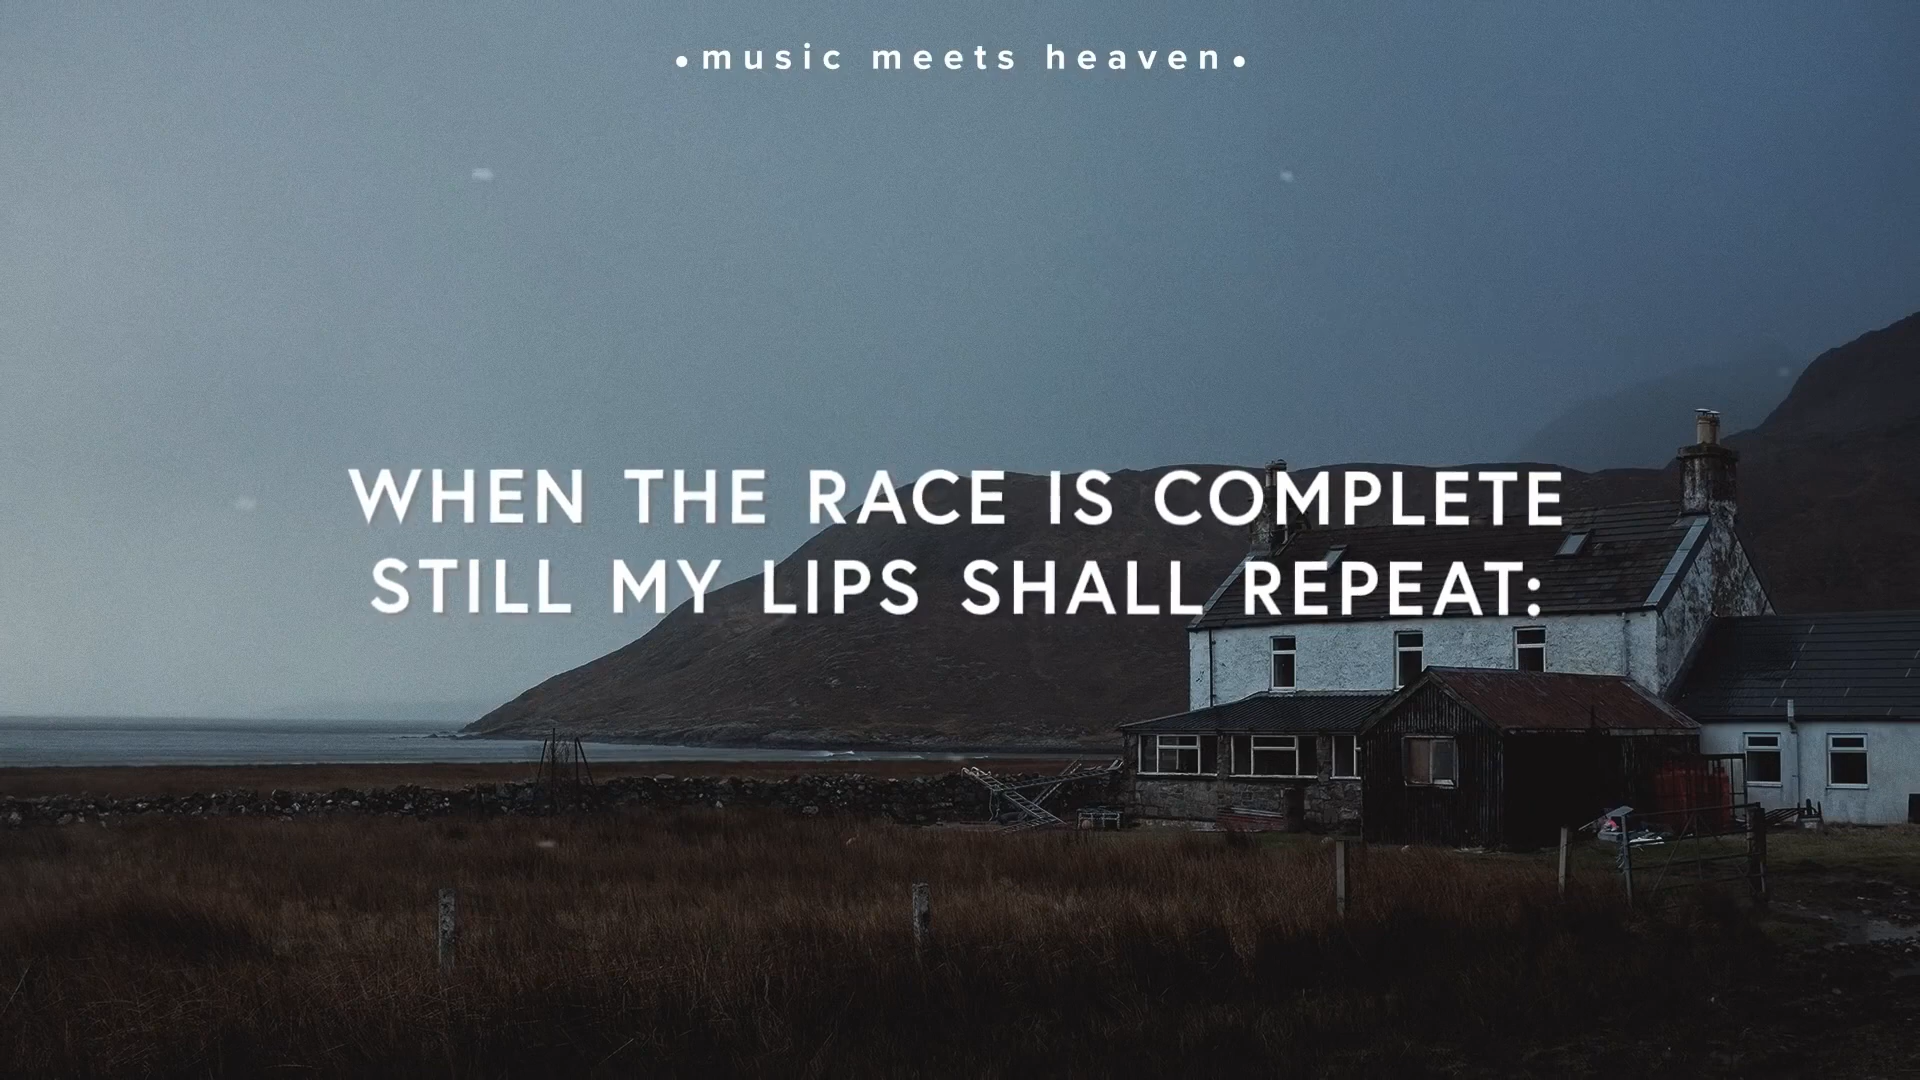 •music meets heaven•
WHEN THE RACE IS COMPLETE
STILL MY LIPS SHALL REPEAT: